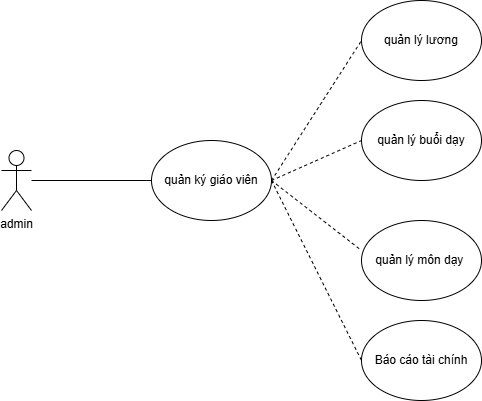 quản lý lương
quản lý buổi dạy
quản ký giáo viên
admin
quản lý môn dạy
Báo cáo tài chính